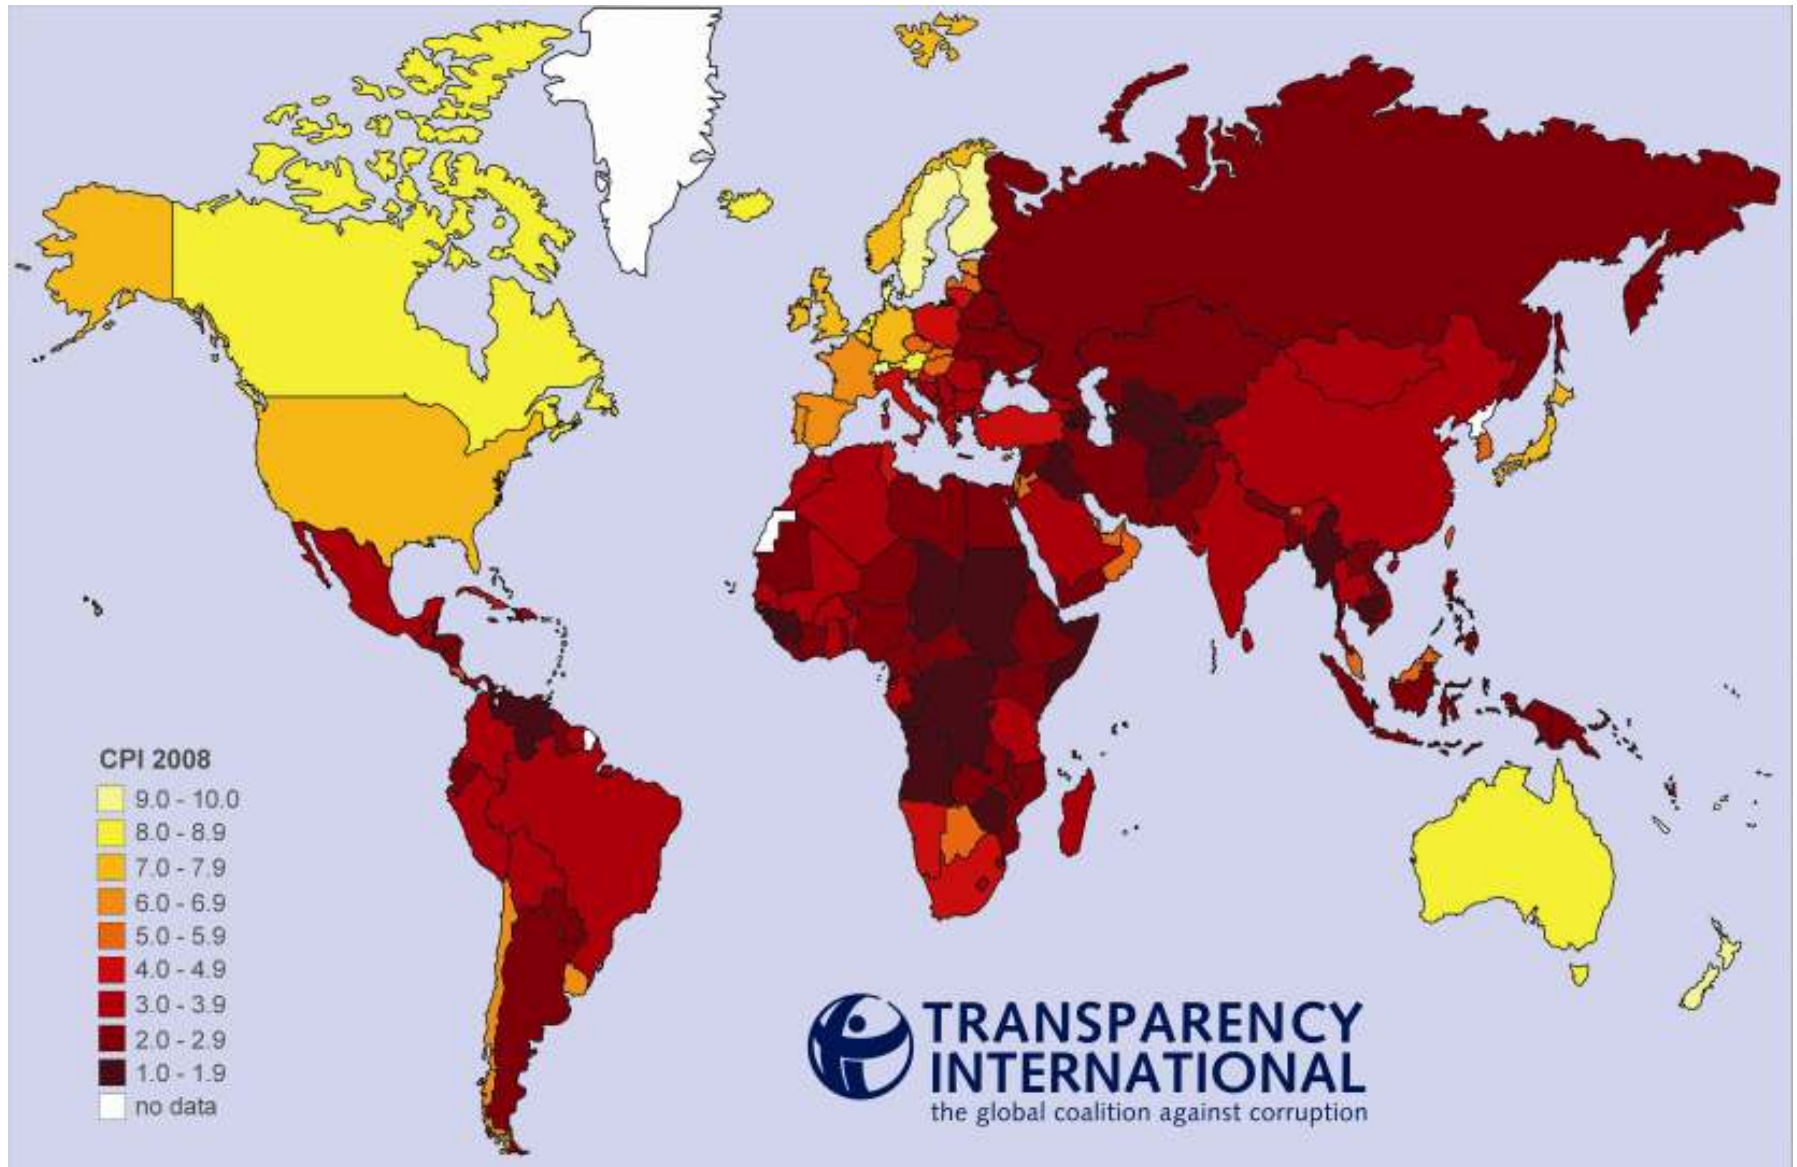 CPI 2008
9.0 - 10.0
8.0 - 8.9
7.0 - 7.9
6.0 - 6.9
5.0 - 5.9
4.0 - 4.9
3.0 - 3.9
2.0 - 2.9
1.0 - 1.9
no data
TRANSPARENCY
INTERNATIONAL
the global coalition against corruption